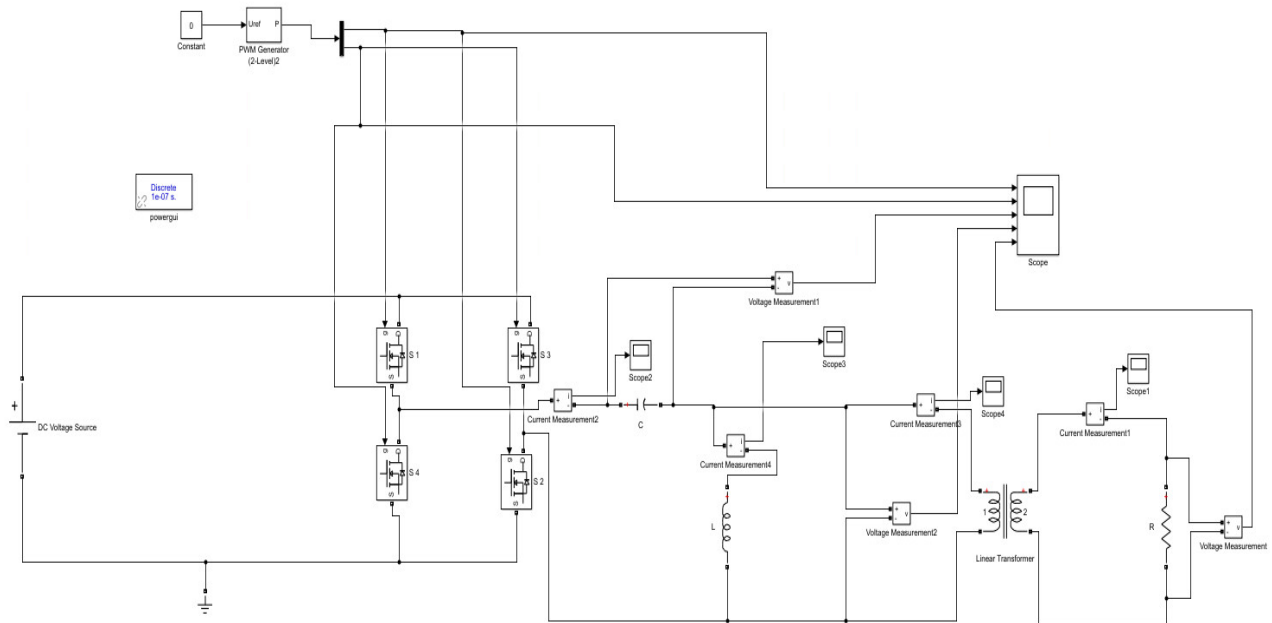 0
Constant
Uref P
PWM Generator
(2-Level)2
Discrete
1e-07 s.
powergui
Scope
+
-
v
Voltage Measurement1
g D
S
S 1
g D
S
S 3
Scope2
Scope3
Scope4
Scope1
+
DC Voltage Source
+ i
-
Current Measurement2
+
C
+ i
-
Current Measurement3
+ i
-
Current Measurement1
+ i
-
Current Measurement4
g D
S
S 4
g D
S
S 2
+
L
+
-
v
Voltage Measurement2
+ +
1 2
Linear Transformer
+
R
+
-
v
Voltage Measurement